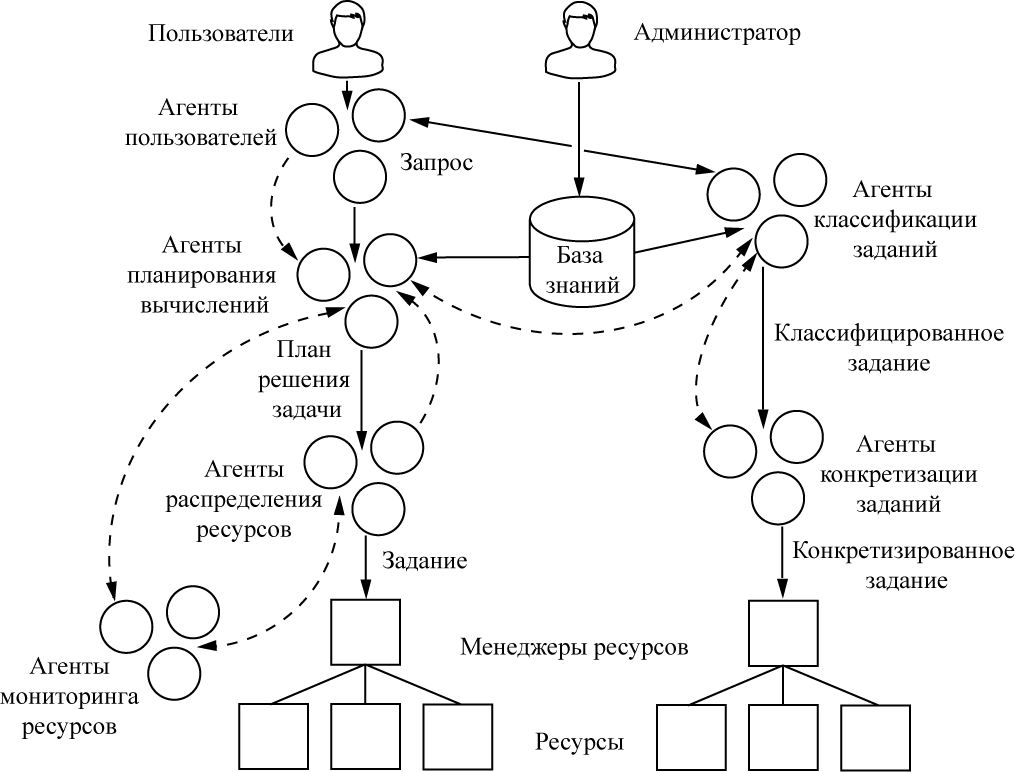 Пользователи
Администратор
Агенты
пользователей
Запрос
Агенты
классификации
заданий
Агенты
планирования
вычислений
База
знаний
План
решения
задачи
Классифицированное
задание
Агенты
распределения
ресурсов
Агенты
конкретизации
заданий
Задание
Конкретизированное
задание
Агенты
мониторинга
ресурсов
Менеджеры ресурсов
Ресурсы